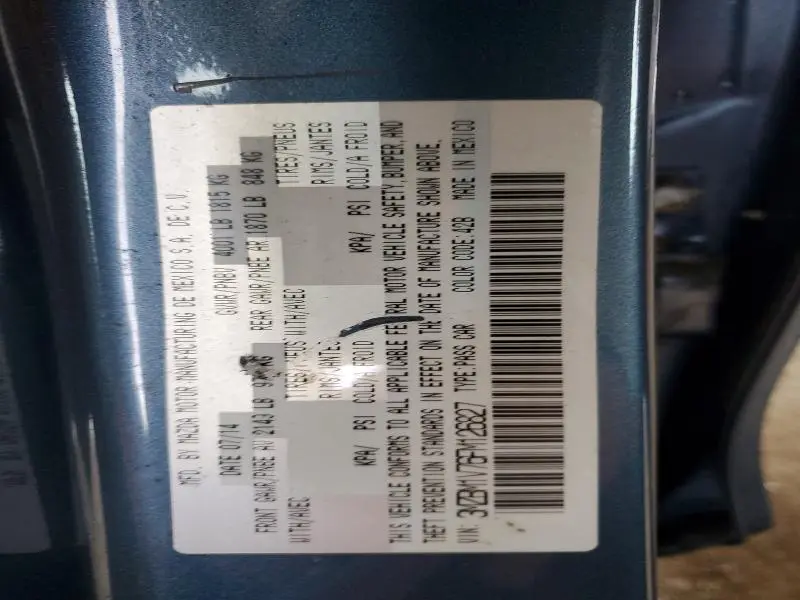 MFD. BY MAZDA MOTOR MANUFACTURING DE MEXICO S.A. DE C.V.
DATE 07/14 GVWR/PNBV 4001 LB 1815 KG
FRONT GAWR/PNBE AV 2143 LB KG REAR GAWR/PNBE AR 1870 LB 848 KG
WITH/AVEC TIRES/PNEUS WITH/AVEC TIRES/PNEUS
RIMS/JANTES RIMS/JANTES
KPA/ PSI COLD/A FROID KPA/ PSI COLD/A FROID
THIS VEHICLE CONFORMS TO ALL APPLICABLE FEDERAL MOTOR VEHICLE SAFETY, BUMPER, AND
THEFT PREVENTION STANDARDS IN EFFECT ON THE DATE OF MANUFACTURE SHOWN ABOVE.
VIN: TYPE:PASS CAR COLOR CODE:42B MADE IN MEXICO